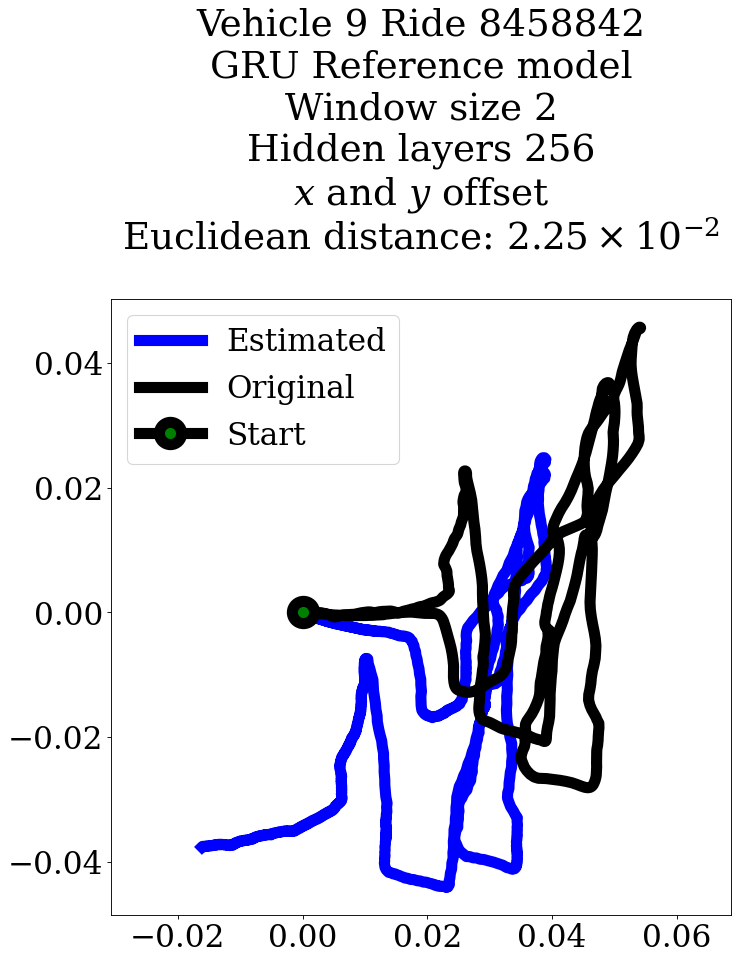 Vehicle 9 Ride 8458842
GRU Reference model
Window size 2
Hidden layers 256
x and y offset
Euclidean distance: 2.25 × 10⁻²
Estimated
Original
Start
0.04
0.02
0.00
−0.02
−0.04
−0.02 0.00 0.02 0.04 0.06